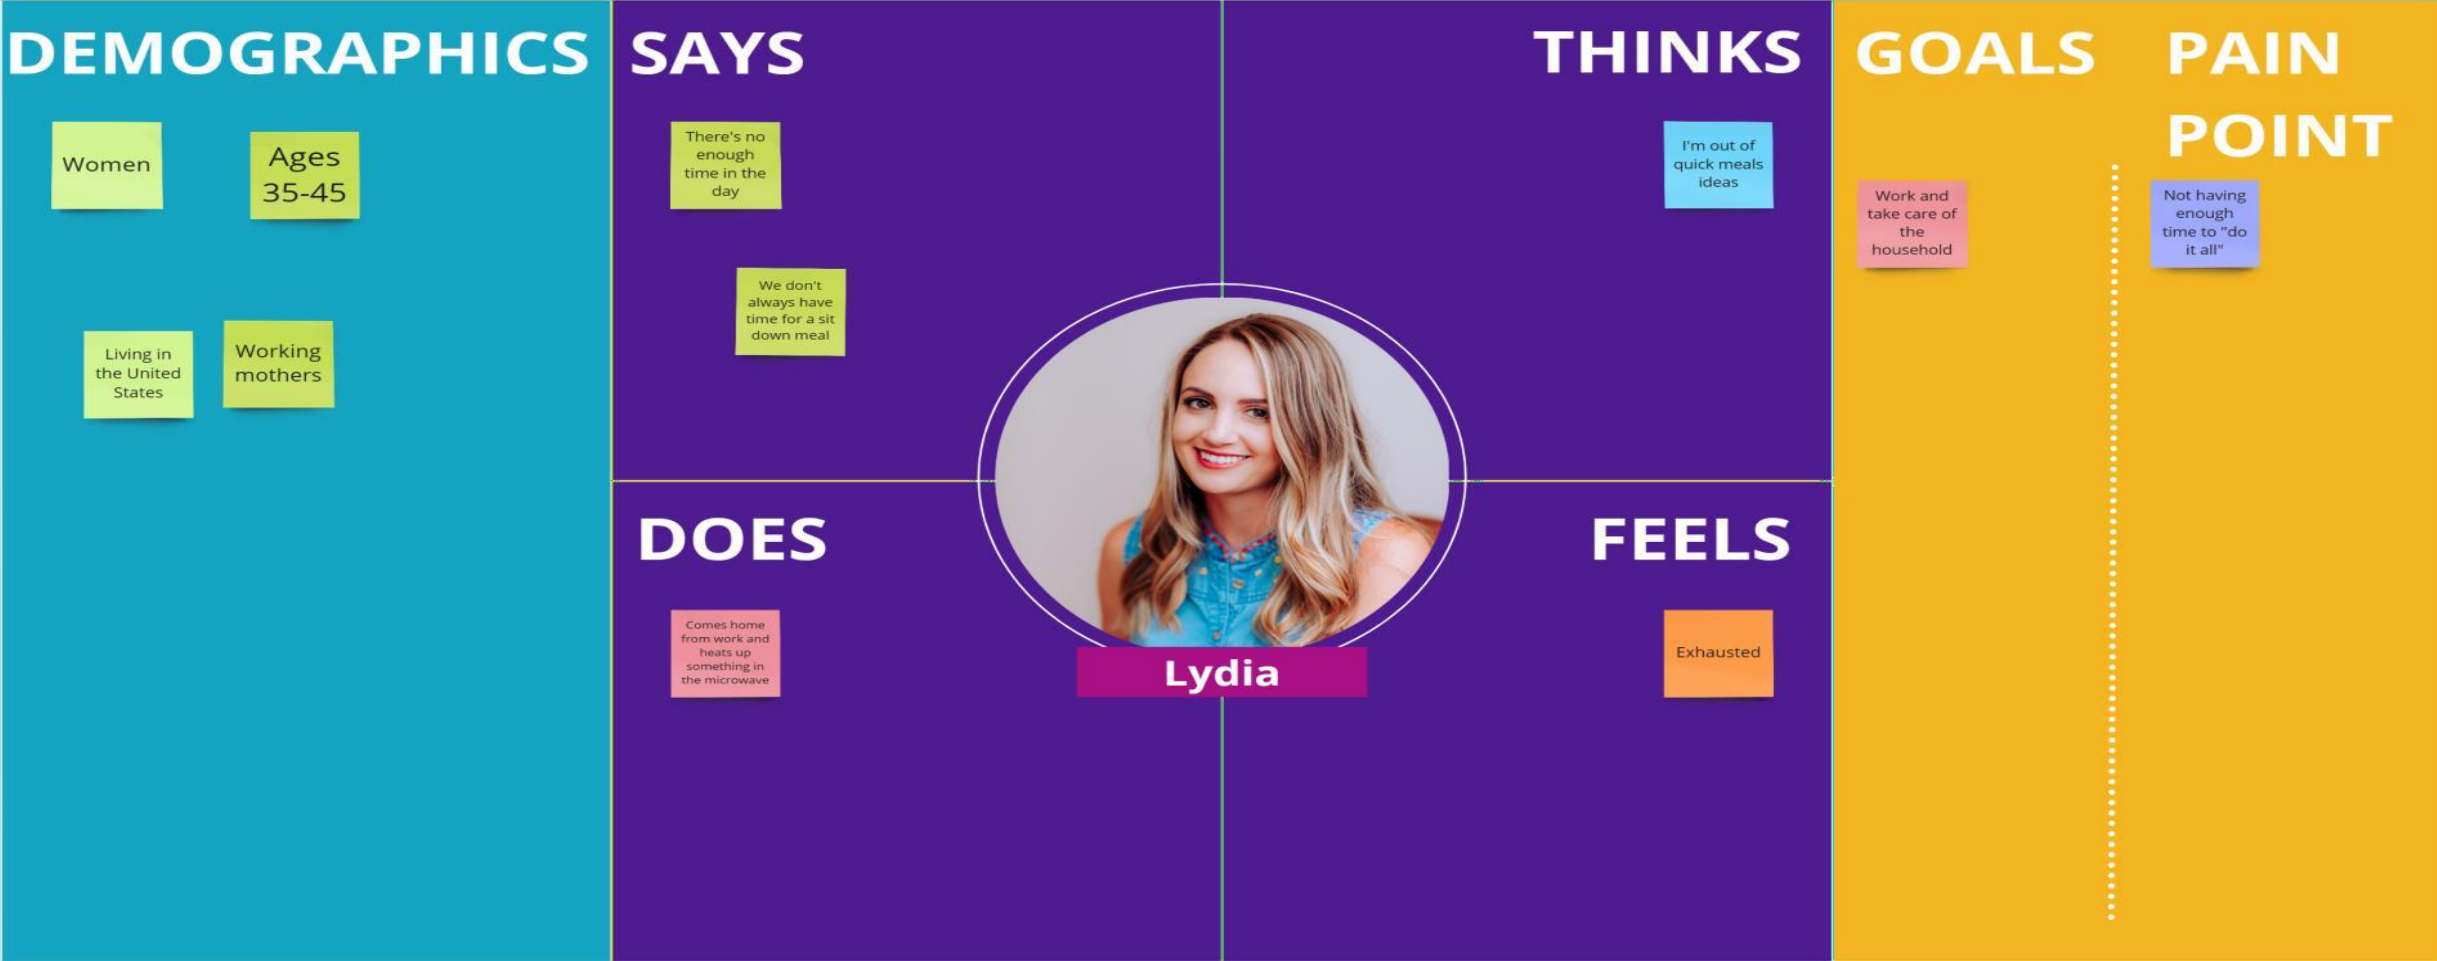 DEMOGRAPHICS
Women
Ages
35-45
Living in
the United
States
Working
mothers
SAYS
There's no
enough
time in the
day
We don't
always have
time for a sit
down meal
THINKS
I'm out of
quick meals
ideas
DOES
Comes home
from work and
heats up
something in
the microwave
FEELS
Exhausted
Lydia
GOALS
Work and
take care of
the
household
PAIN
POINT
Not having
enough
time to "do
it all"